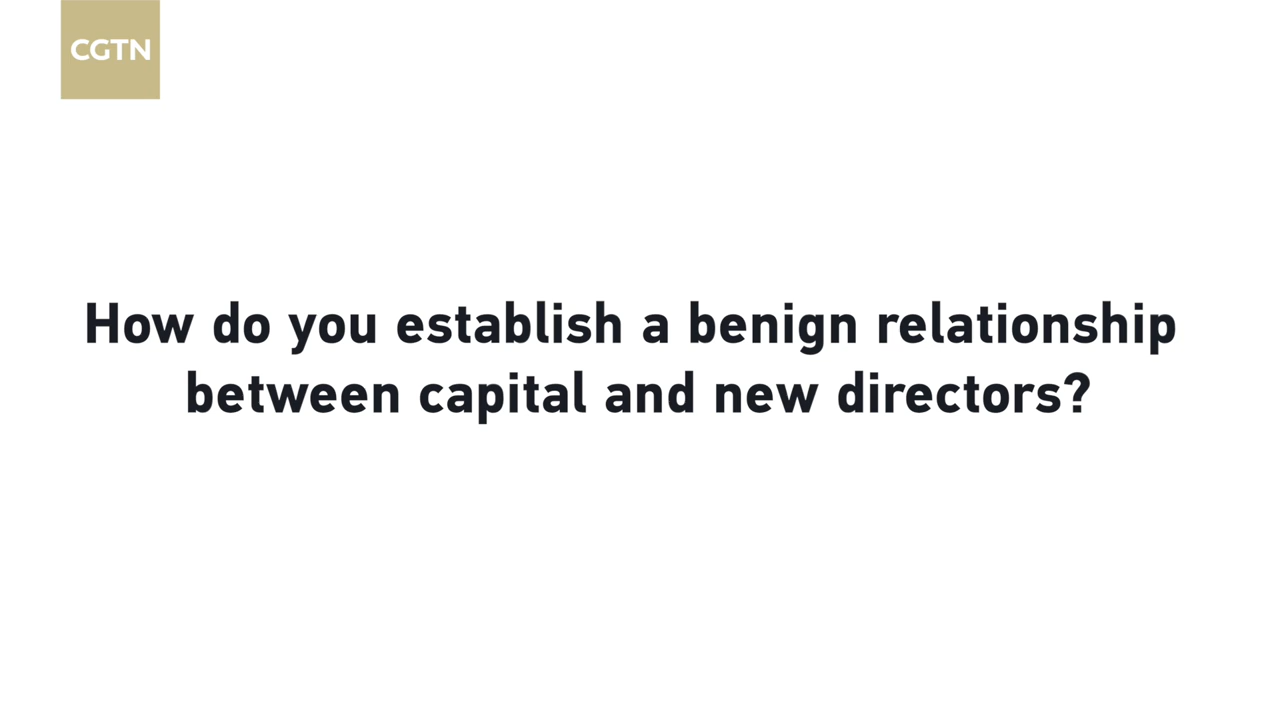 CGTN
How do you establish a benign relationship
between capital and new directors?